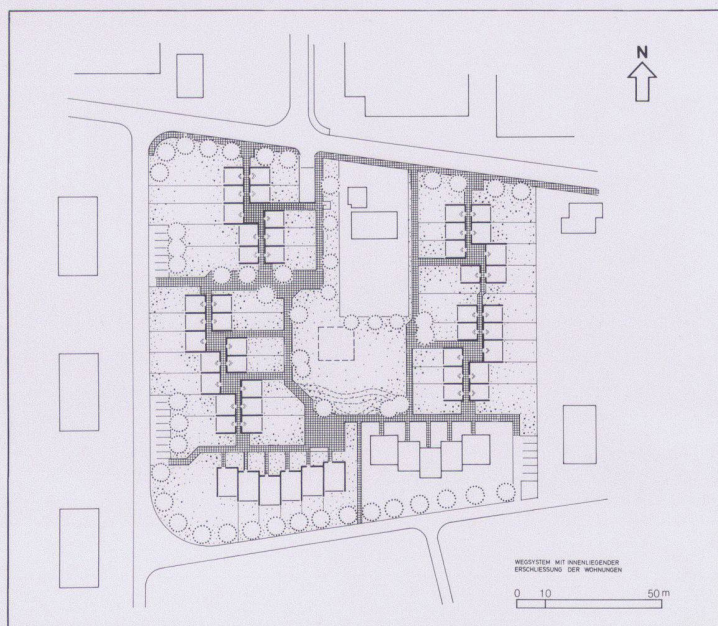 N
WEGSYSTEM MIT INNENLIEGENDER
ERSCHLIESSUNG DER WOHNUNGEN
0 10 50 m